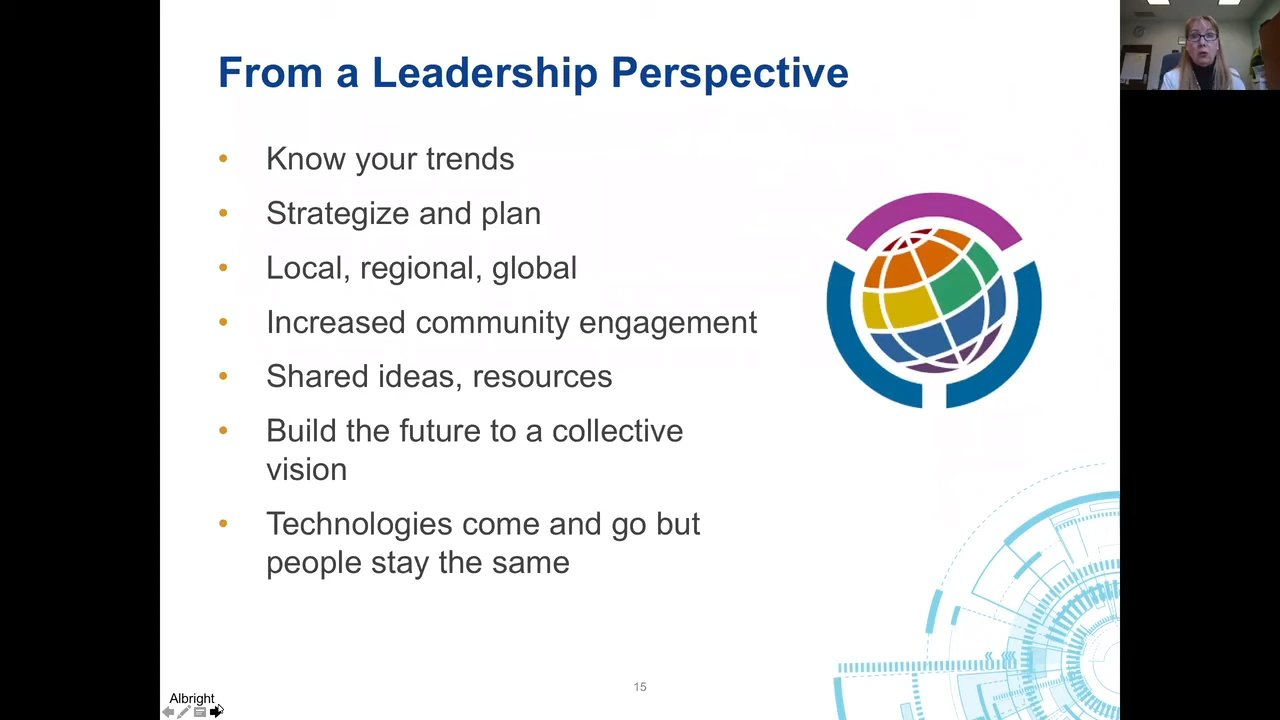 From a Leadership Perspective
• Know your trends
• Strategize and plan
• Local, regional, global
• Increased community engagement
• Shared ideas, resources
• Build the future to a collective
vision
• Technologies come and go but
people stay the same
15
Albright